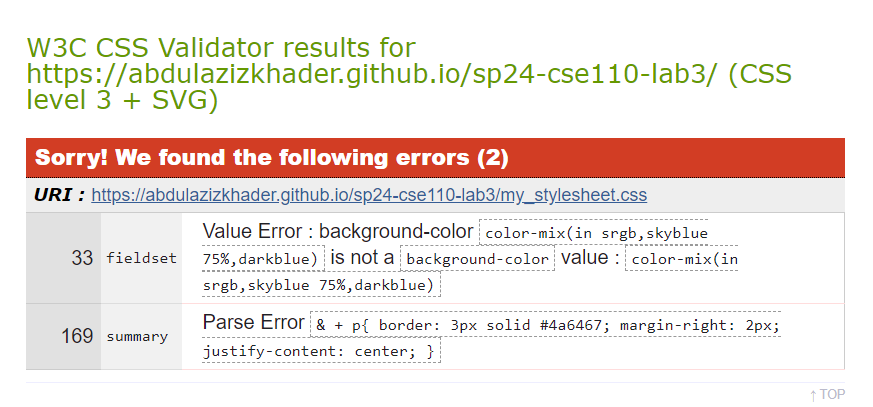 W3C CSS Validator results for
https://abdulazizkhader.github.io/sp24-cse110-lab3/ (CSS
level 3 + SVG)
Sorry! We found the following errors (2)
URI : https://abdulazizkhader.github.io/sp24-cse110-lab3/my_stylesheet.css
33 fieldset Value Error : background-color color-mix(in srgb,skyblue
75%,darkblue) is not a background-color value : color-mix(in
srgb,skyblue 75%,darkblue)
169 summary Parse Error & + p{ border: 3px solid #4a6467; margin-right: 2px;
justify-content: center; }
↑ TOP